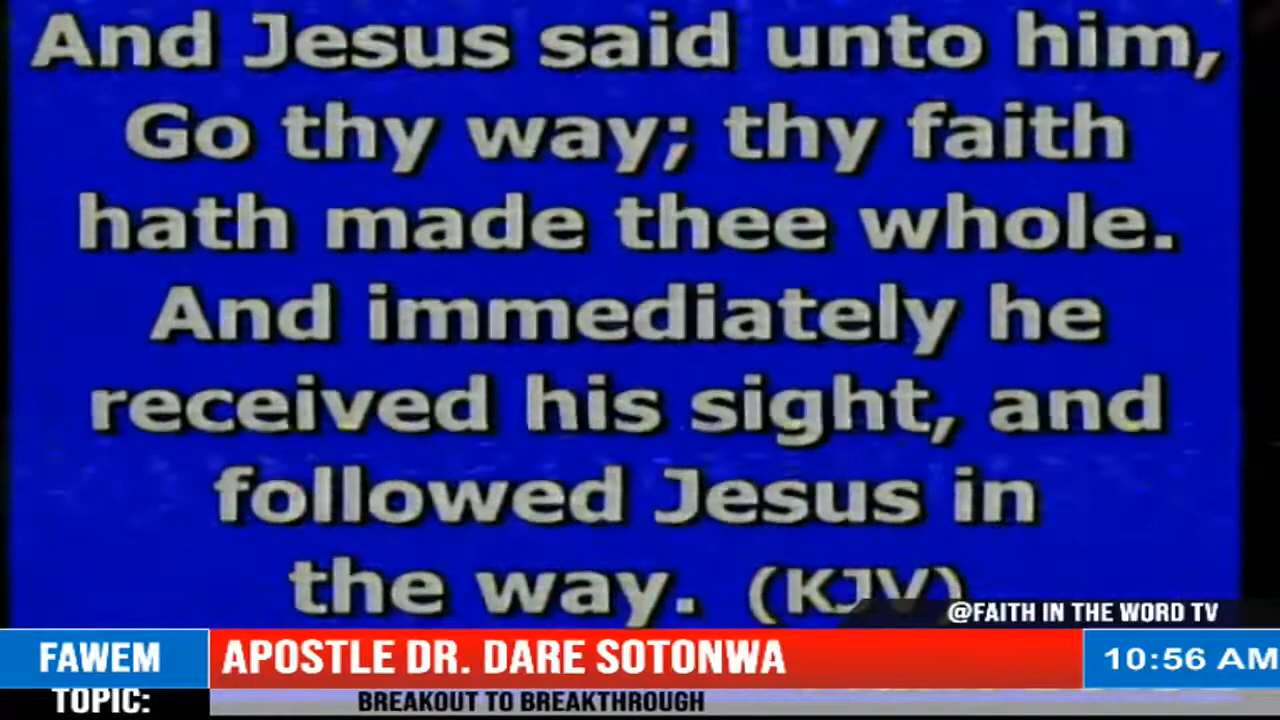 And Jesus said unto him,
Go thy way; thy faith
hath made thee whole.
And immediately he
received his sight, and
followed Jesus in
the way. (KJV)
@FAITH IN THE WORD TV
FAWEM APOSTLE DR. DARE SOTONWA 10:56 AM
TOPIC: BREAKOUT TO BREAKTHROUGH